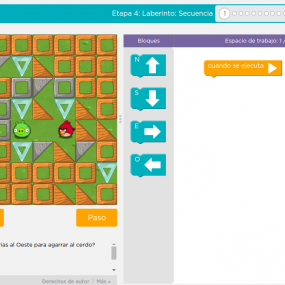 Etapa 4: Laberinto: Secuencia 1
Bloques
Espacio de trabajo: 1 /
N
S
E
O
cuando se ejecuta
Paso
ías al Oeste para agarrar al cerdo?
Derechos de autor | Más